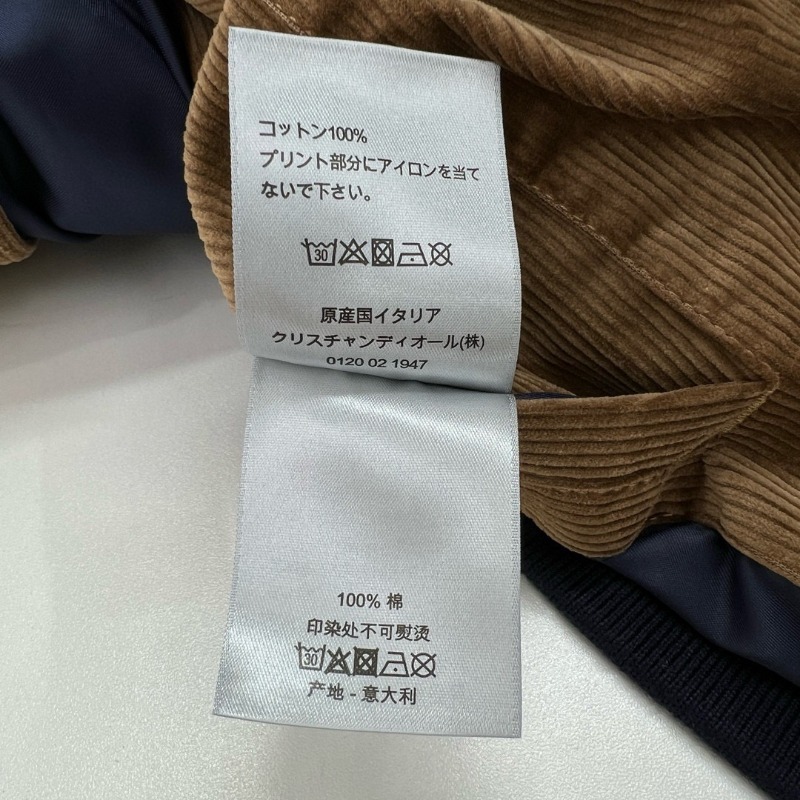 コットン100%
プリント部分にアイロンを当て
ないで下さい。
30
原産国イタリア
クリスチャンディオール(株)
0120 02 1947
100% 棉
印染处不可熨烫
30
产地 - 意大利